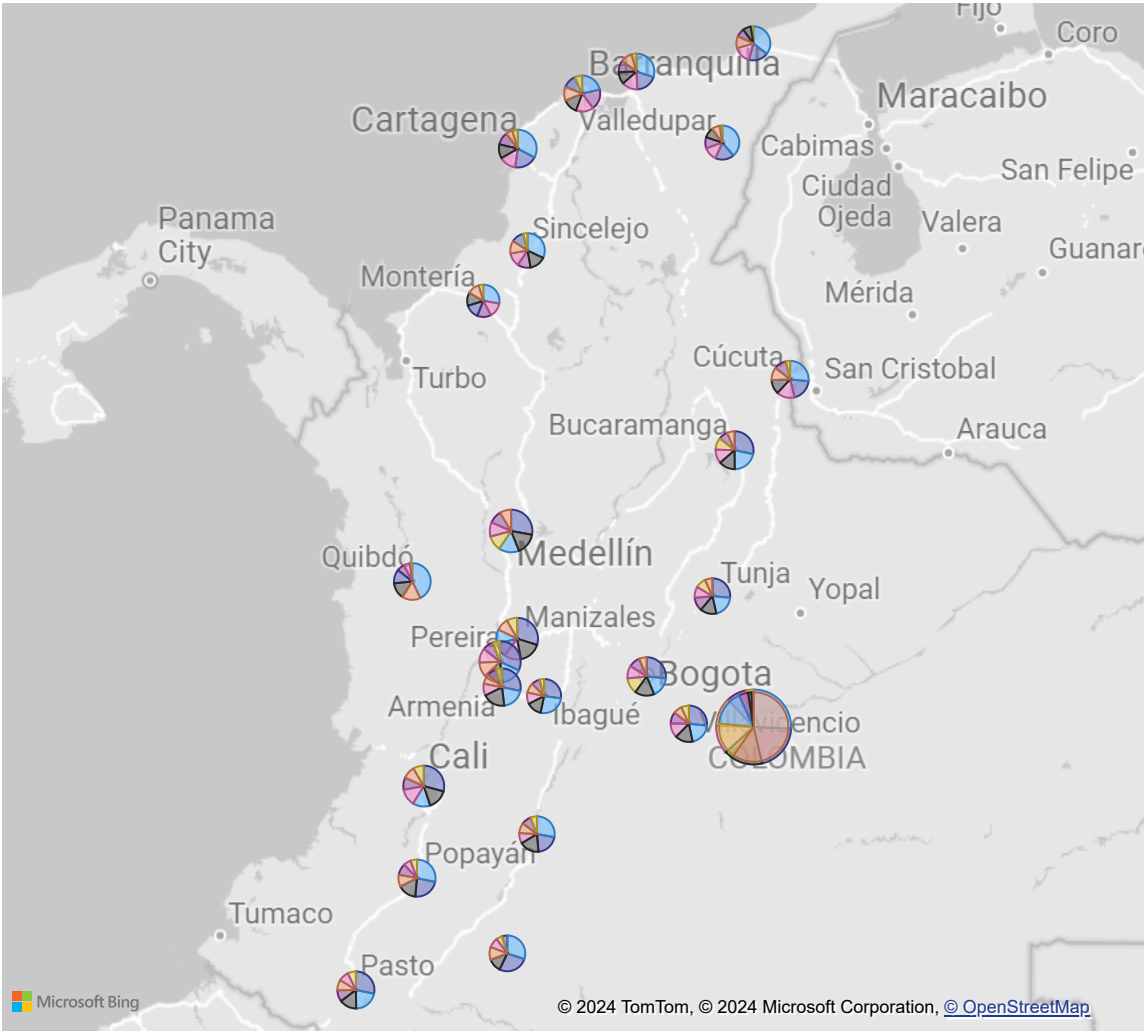 Fijo
Coro
Barranquilla
Maracaibo
Cartagena
Valledupar
Cabimas
San Felipe
Ciudad
Ojeda
Panama
City
Valera
Sincelejo
Guanar
Montería
Mérida
Cúcuta
San Cristobal
Turbo
Bucaramanga
Arauca
Medellín
Quibdó
Tunja
Yopal
Manizales
Pereira
Bogota
Armenia
Ibagué
COLOMBIA
Cali
Popayán
Tumaco
Pasto
Microsoft Bing
© 2024 TomTom, © 2024 Microsoft Corporation, © OpenStreetMap